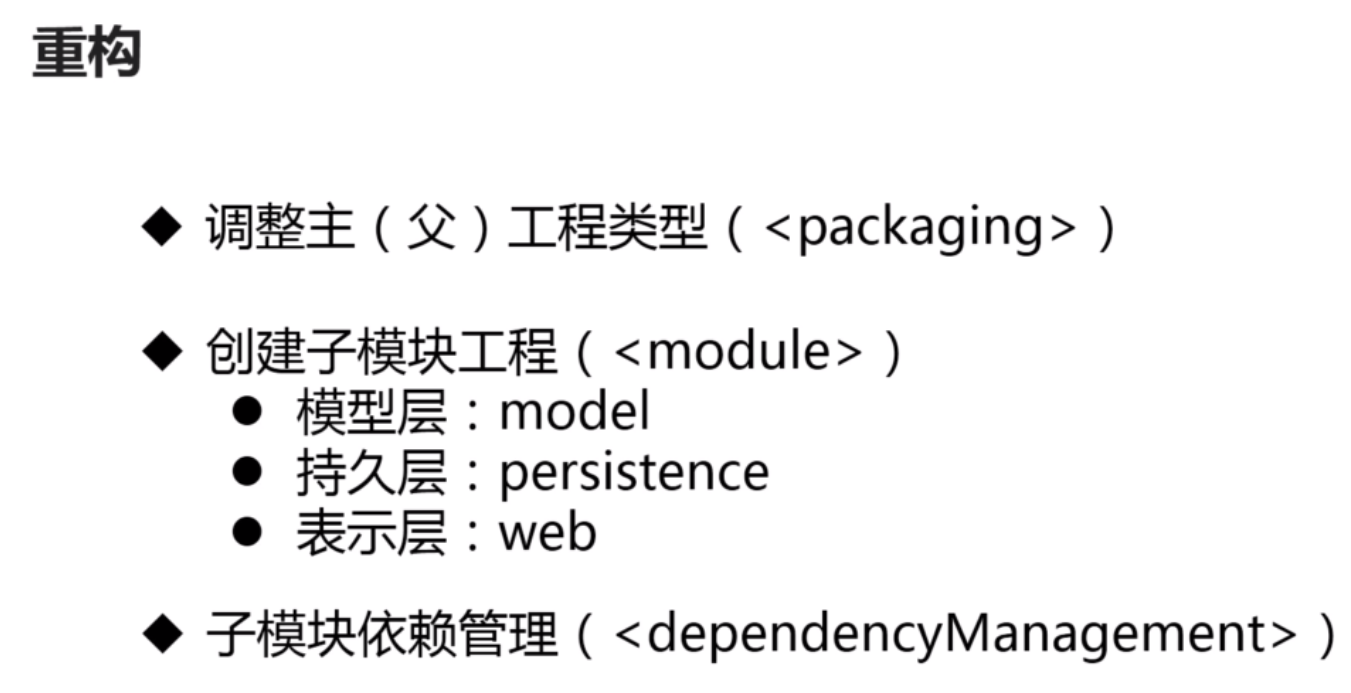 重构
◆ 调整主（父）工程类型（<packaging>）
◆ 创建子模块工程（<module>）
● 模型层：model
● 持久层：persistence
● 表示层：web
◆ 子模块依赖管理（<dependencyManagement>）